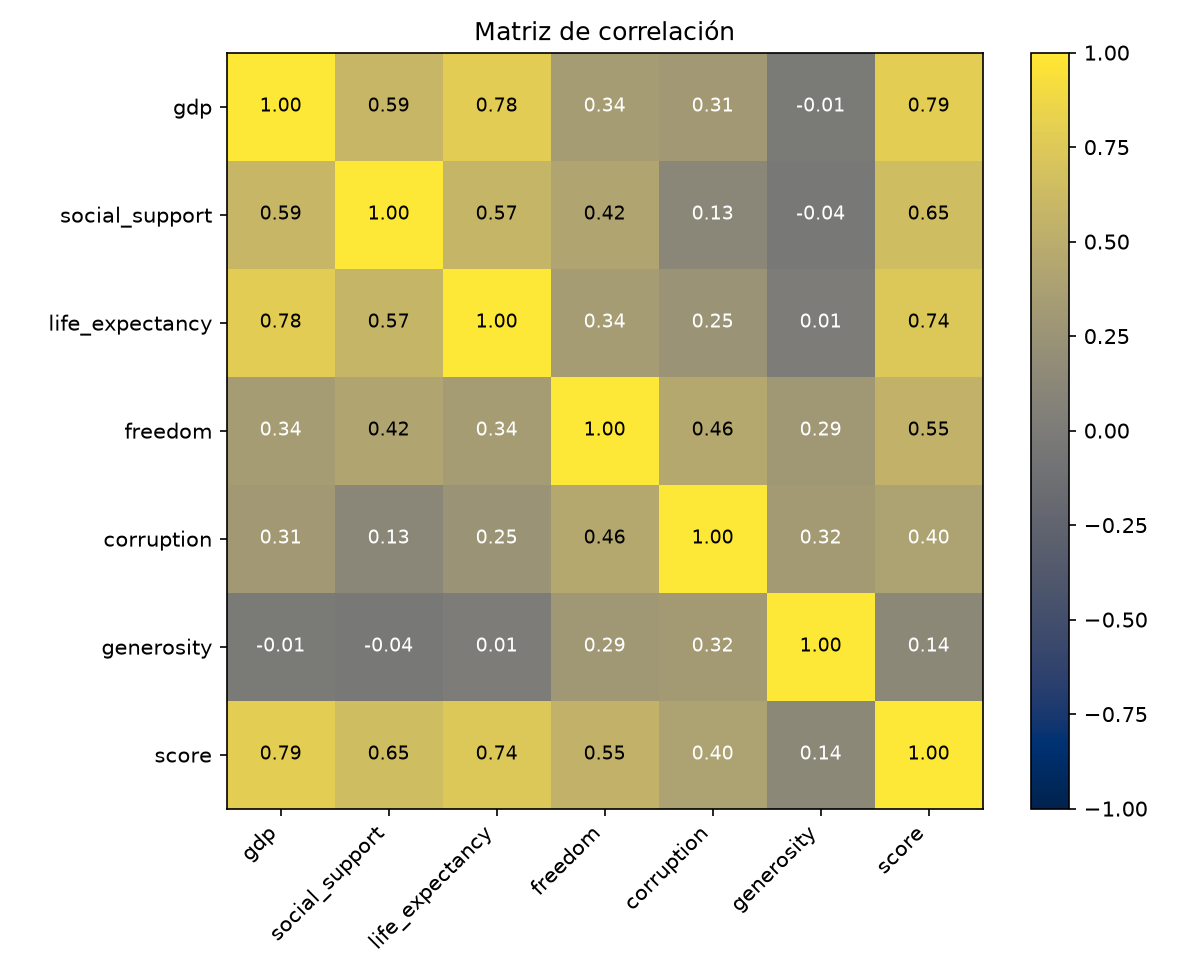 Matriz de correlación
gdp 1.00 0.59 0.78 0.34 0.31 -0.01 0.79
social_support 0.59 1.00 0.57 0.42 0.13 -0.04 0.65
life_expectancy 0.78 0.57 1.00 0.34 0.25 0.01 0.74
freedom 0.34 0.42 0.34 1.00 0.46 0.29 0.55
corruption 0.31 0.13 0.25 0.46 1.00 0.32 0.40
generosity -0.01 -0.04 0.01 0.29 0.32 1.00 0.14
score 0.79 0.65 0.74 0.55 0.40 0.14 1.00
gdp social_support life_expectancy freedom corruption generosity score
1.00
0.75
0.50
0.25
0.00
−0.25
−0.50
−0.75
−1.00